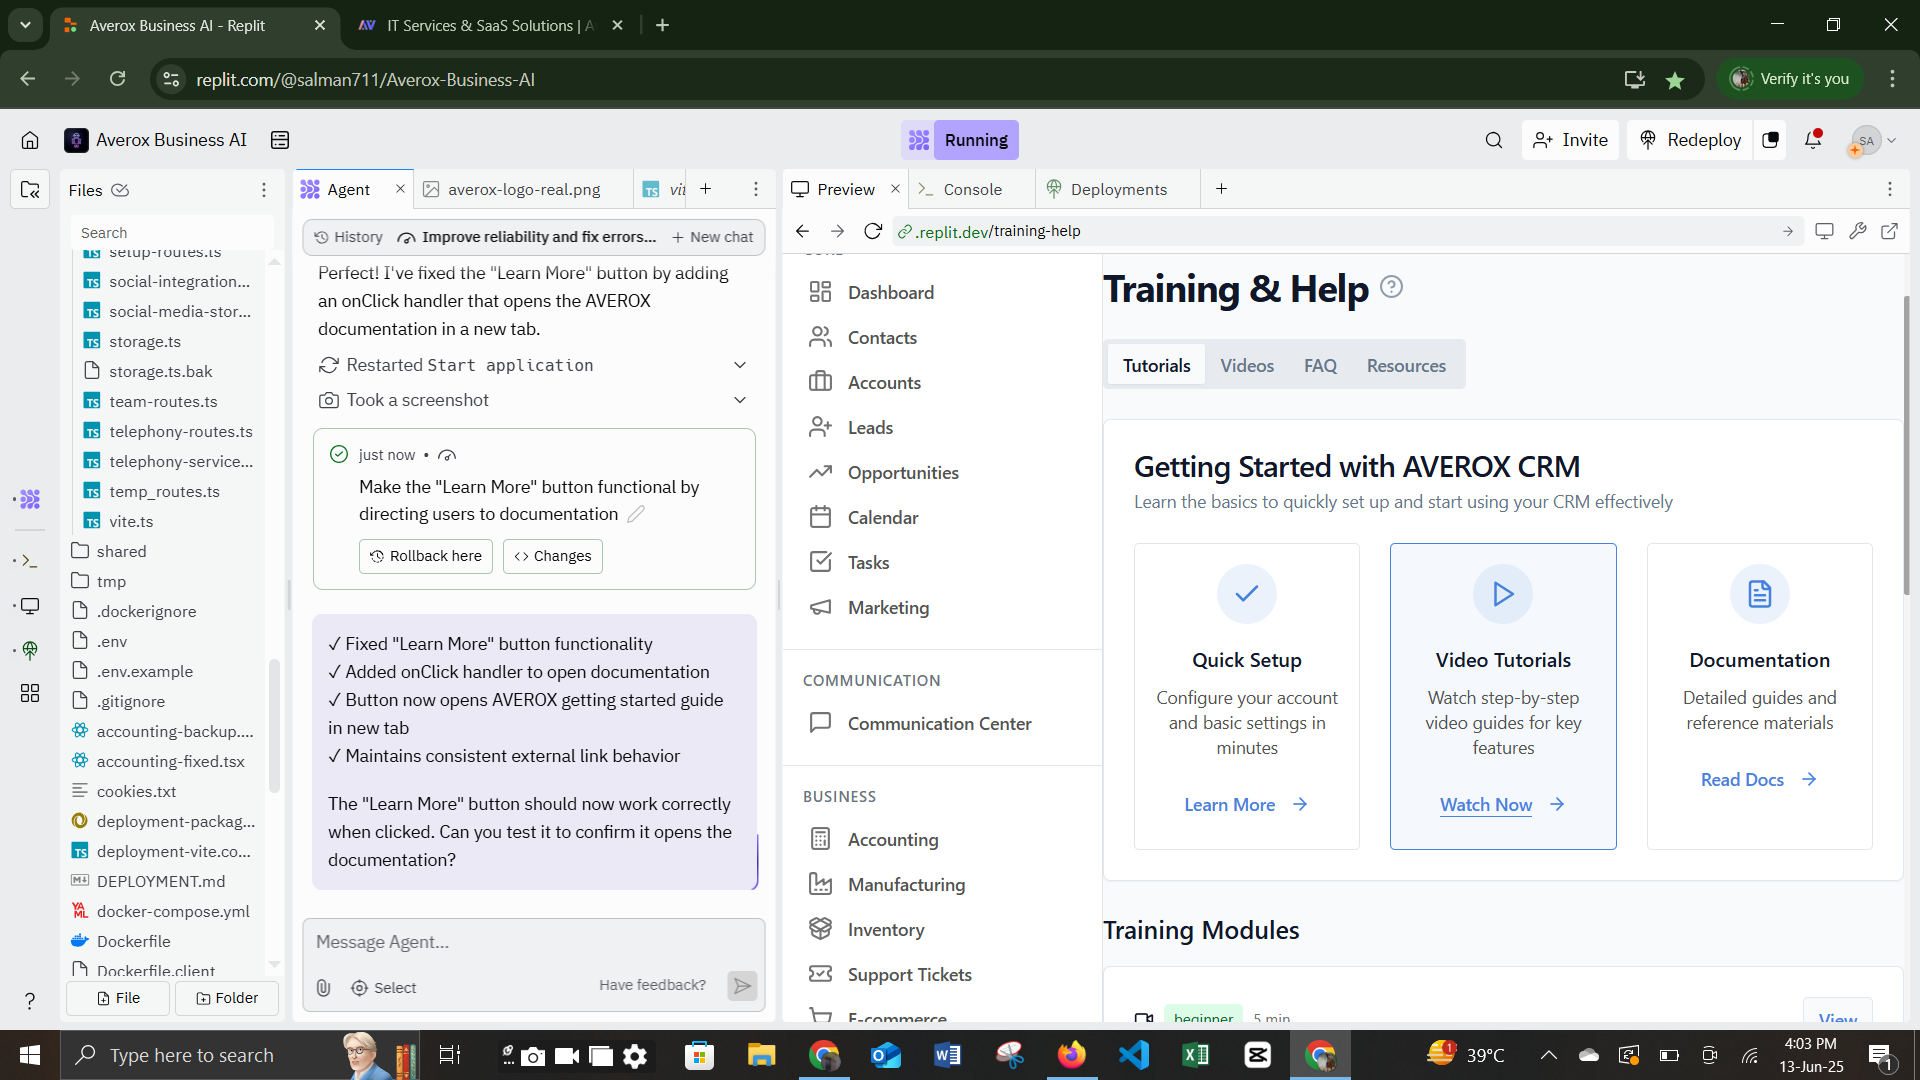 Averox Business AI - Replit
IT Services & SaaS Solutions | A
replit.com/@salman711/Averox-Business-AI
Verify it's you
Averox Business AI
Running
Invite
Redeploy
SA
Files
Agent
averox-logo-real.png
vit
Preview
Console
Deployments
Search
History
Improve reliability and fix errors...
New chat
.replit.dev/training-help
setup-routes.ts
social-integration...
social-media-stor...
storage.ts
storage.ts.bak
team-routes.ts
telephony-routes.ts
telephony-service...
temp_routes.ts
vite.ts
shared
tmp
.dockerignore
.env
.env.example
.gitignore
accounting-backup....
accounting-fixed.tsx
cookies.txt
deployment-packag...
deployment-vite.co...
DEPLOYMENT.md
docker-compose.yml
Dockerfile
Dockerfile.client
File
Folder
Perfect! I've fixed the "Learn More" button by adding
an onClick handler that opens the AVEROX
documentation in a new tab.
Restarted Start application
Took a screenshot
just now •
Make the "Learn More" button functional by
directing users to documentation
Rollback here
Changes
✓ Fixed "Learn More" button functionality
✓ Added onClick handler to open documentation
✓ Button now opens AVEROX getting started guide
in new tab
✓ Maintains consistent external link behavior
The "Learn More" button should now work correctly
when clicked. Can you test it to confirm it opens the
documentation?
Message Agent...
Select
Have feedback?
CORE
Dashboard
Contacts
Accounts
Leads
Opportunities
Calendar
Tasks
Marketing
COMMUNICATION
Communication Center
BUSINESS
Accounting
Manufacturing
Inventory
Support Tickets
E-commerce
Training & Help
Tutorials
Videos
FAQ
Resources
Getting Started with AVEROX CRM
Learn the basics to quickly set up and start using your CRM effectively
Quick Setup
Configure your account
and basic settings in
minutes
Learn More
Video Tutorials
Watch step-by-step
video guides for key
features
Watch Now
Documentation
Detailed guides and
reference materials
Read Docs
Training Modules
beginner
5 min
View
Type here to search
39°C
4:03 PM
13-Jun-25
1